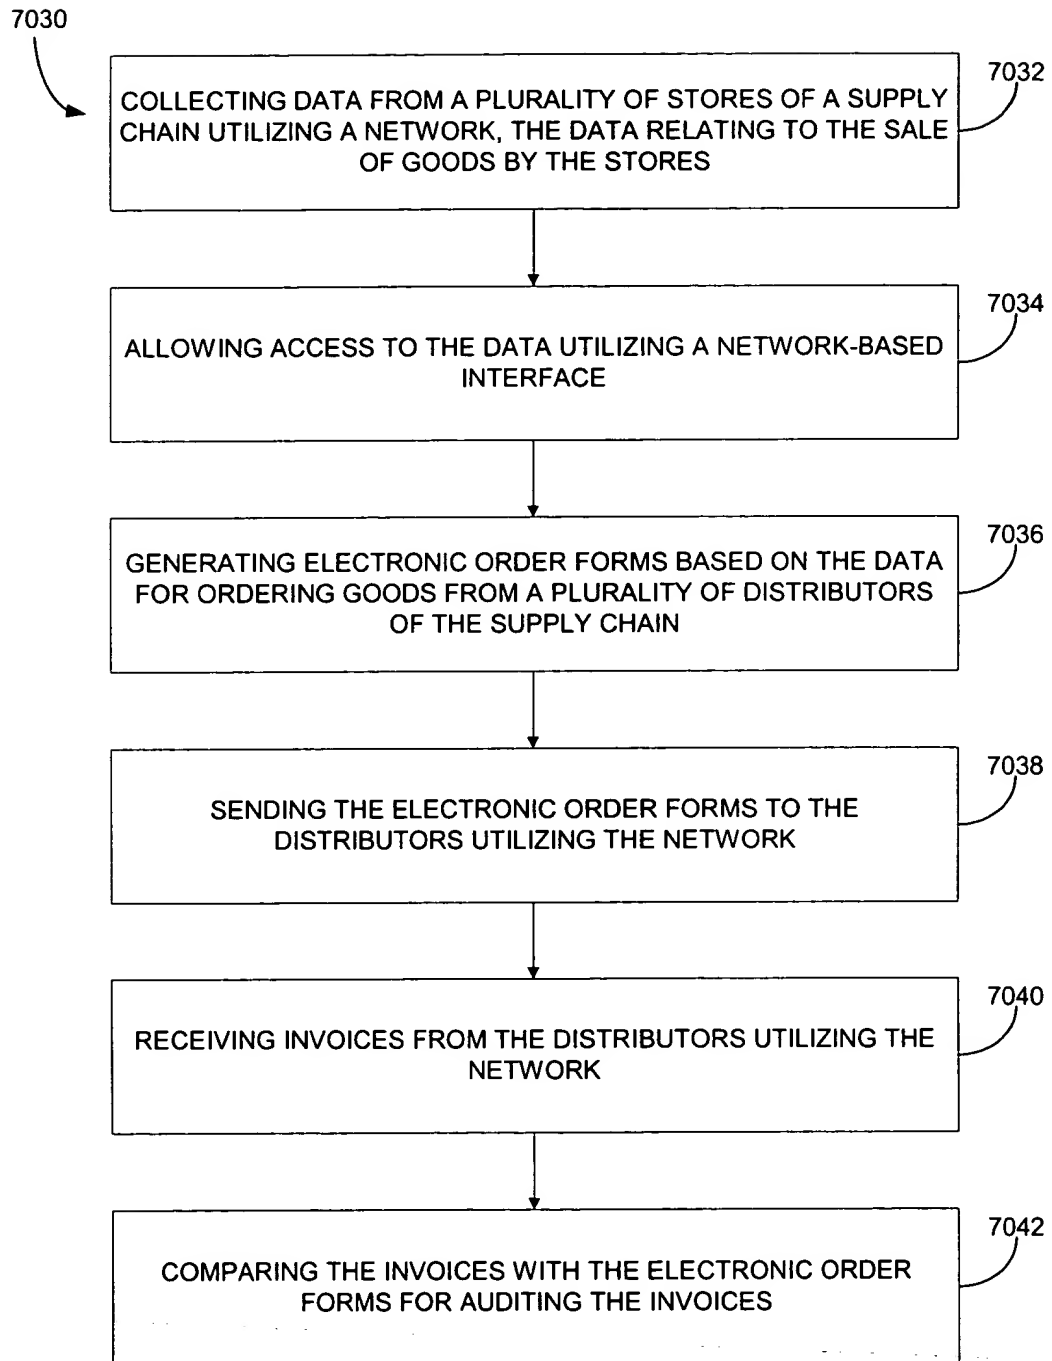 7030
7032
COLLECTING DATA FROM A PLURALITY OF STORES OF A SUPPLY
CHAIN UTILIZING A NETWORK, THE DATA RELATING TO THE SALE
OF GOODS BY THE STORES
7034
ALLOWING ACCESS TO THE DATA UTILIZING A NETWORK-BASED
INTERFACE
7036
GENERATING ELECTRONIC ORDER FORMS BASED ON THE DATA
FOR ORDERING GOODS FROM A PLURALITY OF DISTRIBUTORS
OF THE SUPPLY CHAIN
7038
SENDING THE ELECTRONIC ORDER FORMS TO THE
DISTRIBUTORS UTILIZING THE NETWORK
7040
RECEIVING INVOICES FROM THE DISTRIBUTORS UTILIZING THE
NETWORK
7042
COMPARING THE INVOICES WITH THE ELECTRONIC ORDER
FORMS FOR AUDITING THE INVOICES